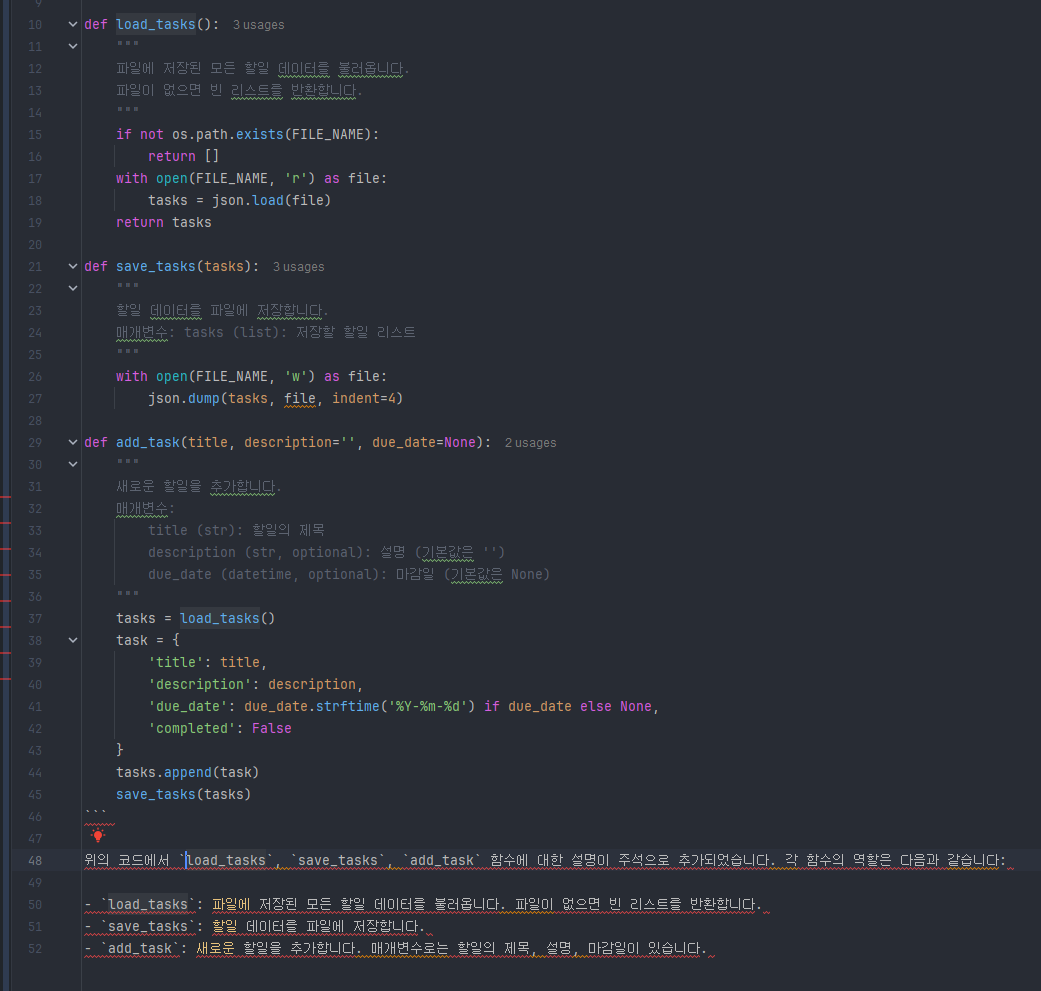 9
10 def load_tasks(): 3 usages
11 """
12 파일에 저장된 모든 할일 데이터를 불러옵니다.
13 파일이 없으면 빈 리스트를 반환합니다.
14 """
15 if not os.path.exists(FILE_NAME):
16 return []
17 with open(FILE_NAME, 'r') as file:
18 tasks = json.load(file)
19 return tasks
20
21 def save_tasks(tasks): 3 usages
22 """
23 할일 데이터를 파일에 저장합니다.
24 매개변수: tasks (list): 저장할 할일 리스트
25 """
26 with open(FILE_NAME, 'w') as file:
27 json.dump(tasks, file, indent=4)
28
29 def add_task(title, description='', due_date=None): 2 usages
30 """
31 새로운 할일을 추가합니다.
32 매개변수:
33 title (str): 할일의 제목
34 description (str, optional): 설명 (기본값은 '')
35 due_date (datetime, optional): 마감일 (기본값은 None)
36 """
37 tasks = load_tasks()
38 task = {
39 'title': title,
40 'description': description,
41 'due_date': due_date.strftime('%Y-%m-%d') if due_date else None,
42 'completed': False
43 }
44 tasks.append(task)
45 save_tasks(tasks)
46 ```
47
48 위의 코드에서 `load_tasks`, `save_tasks`, `add_task` 함수에 대한 설명이 주석으로 추가되었습니다. 각 함수의 역할은 다음과 같습니다:
49
50 - `load_tasks`: 파일에 저장된 모든 할일 데이터를 불러옵니다. 파일이 없으면 빈 리스트를 반환합니다.
51 - `save_tasks`: 할일 데이터를 파일에 저장합니다.
52 - `add_task`: 새로운 할일을 추가합니다. 매개변수로는 할일의 제목, 설명, 마감일이 있습니다.